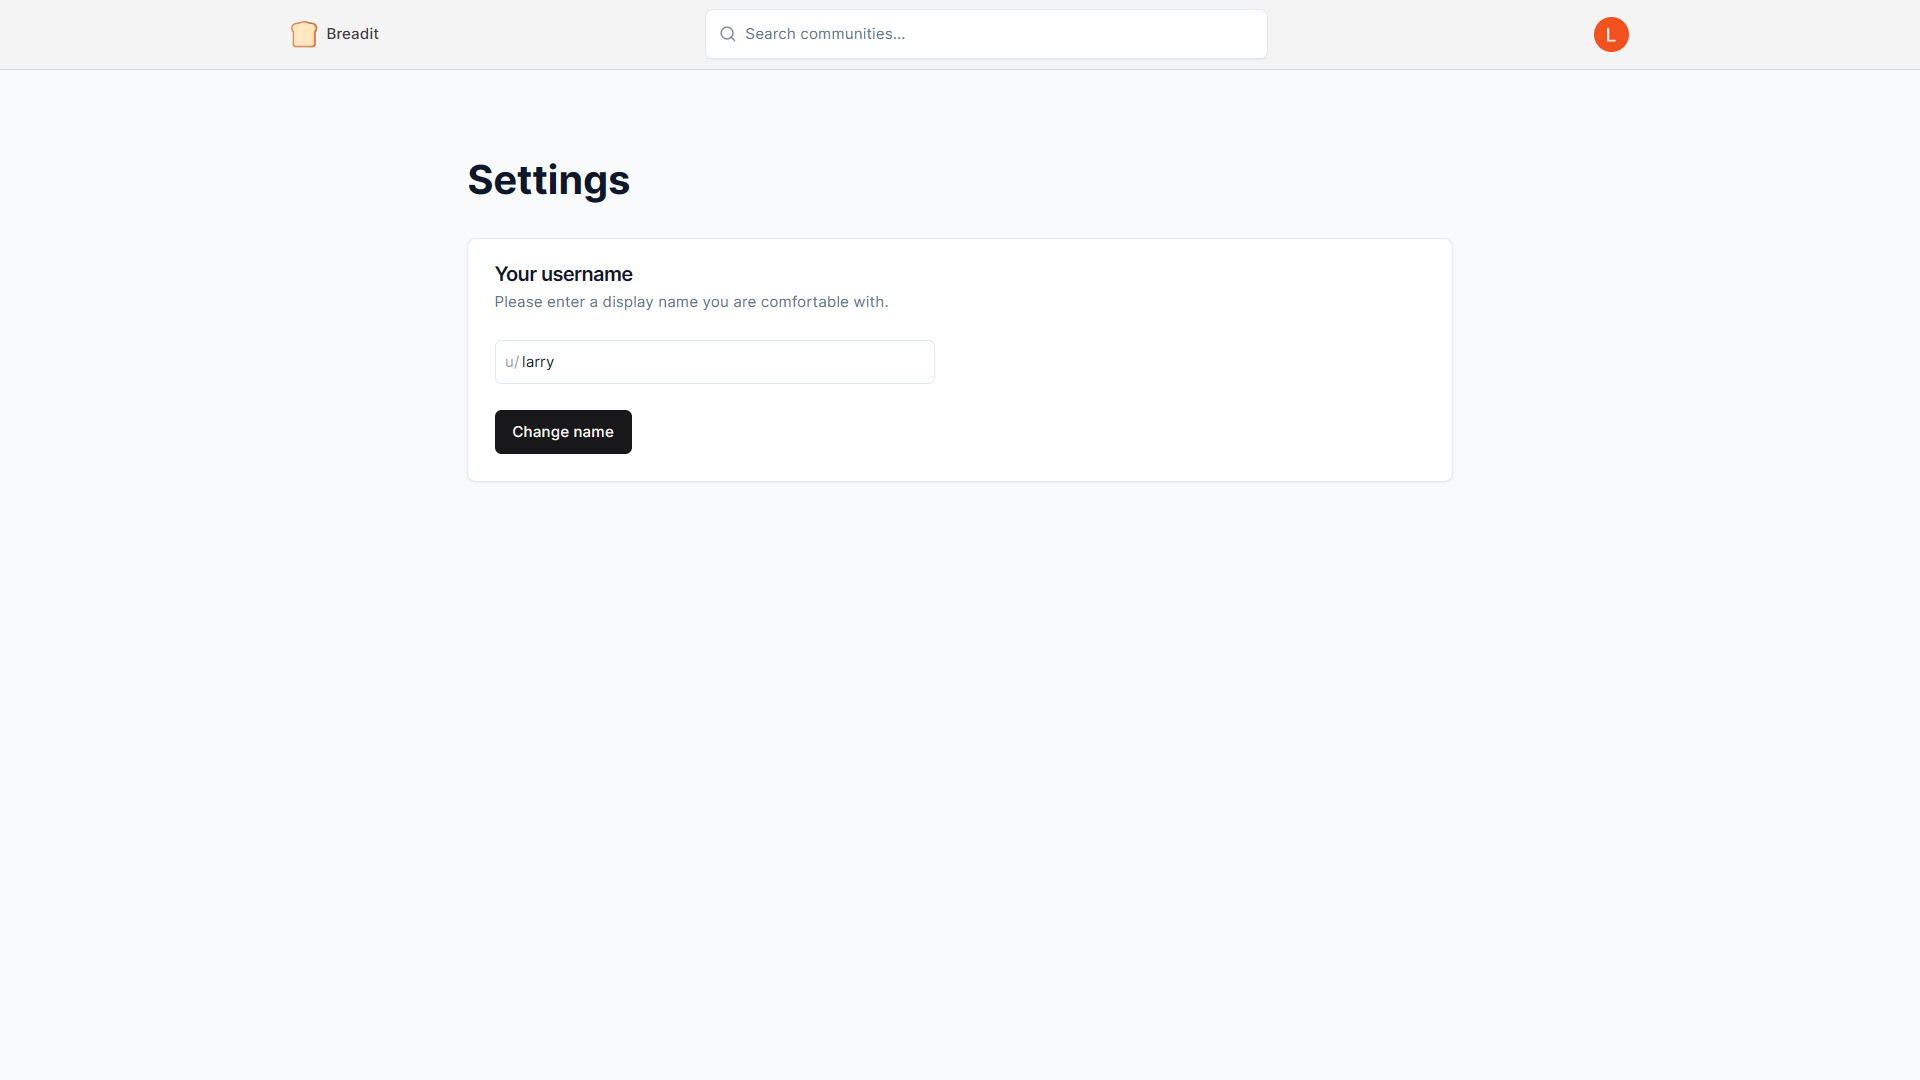 Breadit
Search communities...
L
Settings
Your username
Please enter a display name you are comfortable with.
u/ larry
Change name